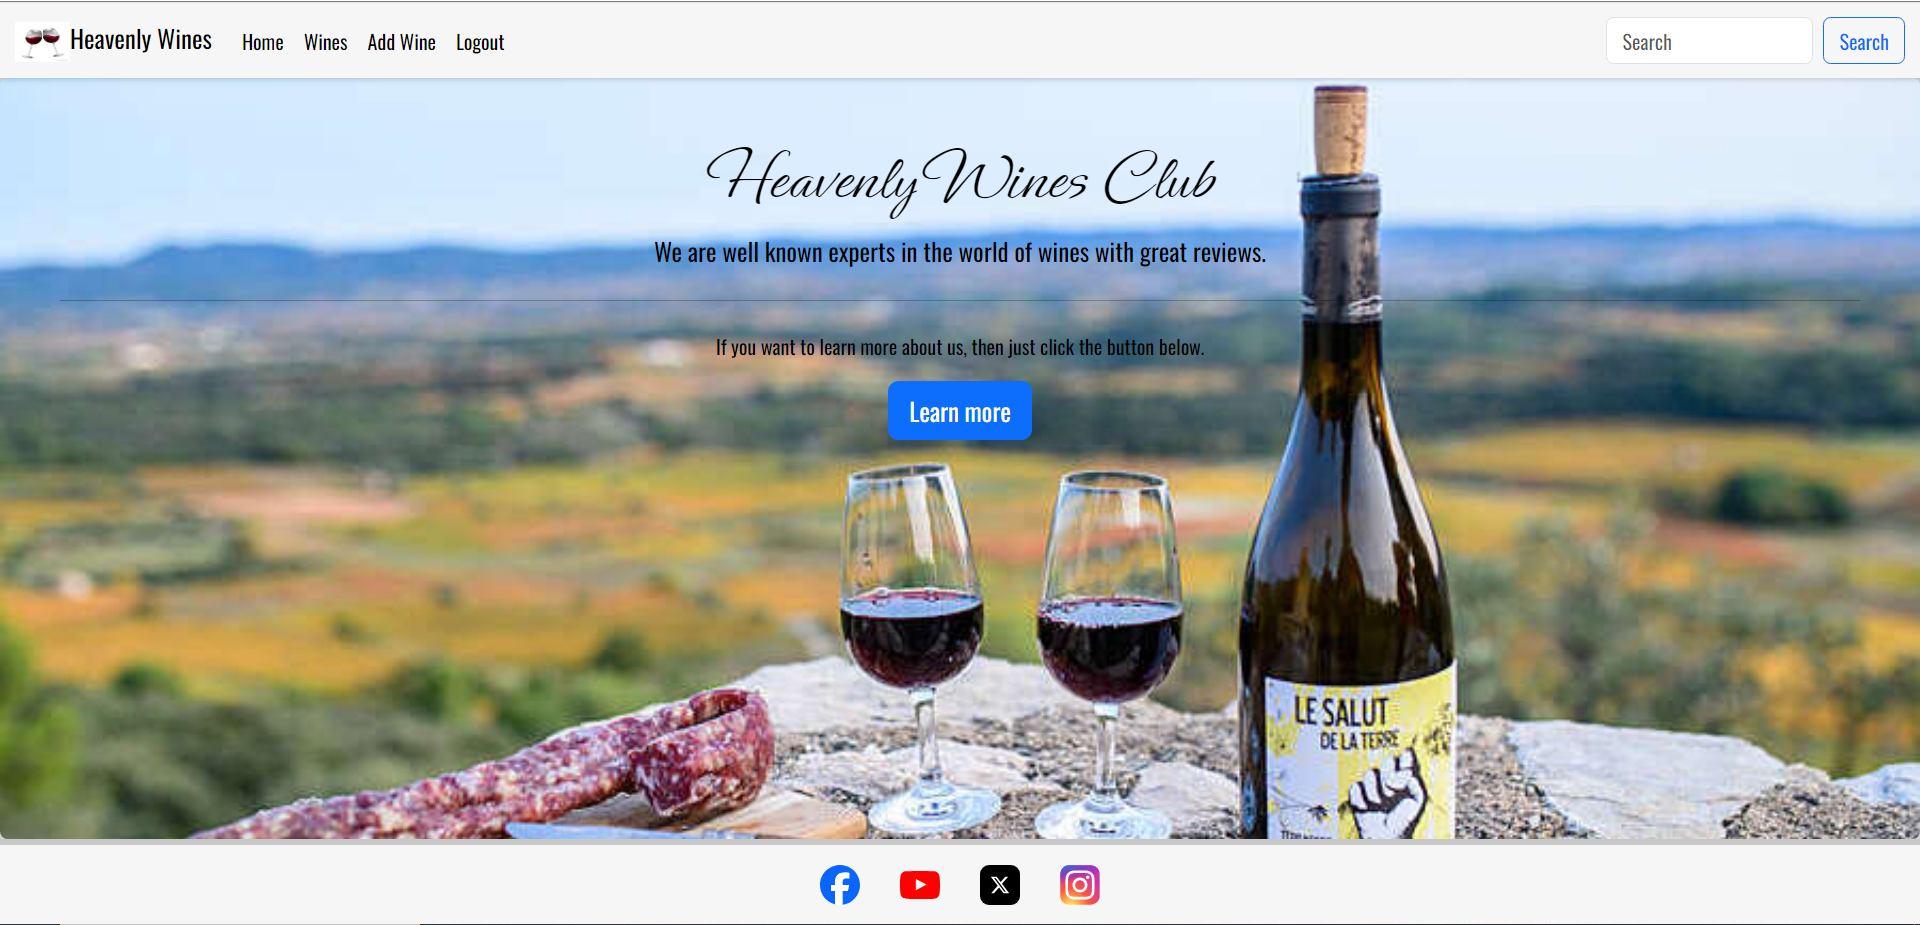 Heavenly Wines
Home
Wines
Add Wine
Logout
Search
Search
Heavenly Wines Club
We are well known experts in the world of wines with great reviews.
If you want to learn more about us, then just click the button below.
Learn more
LE SALUT
DE LA TERRE